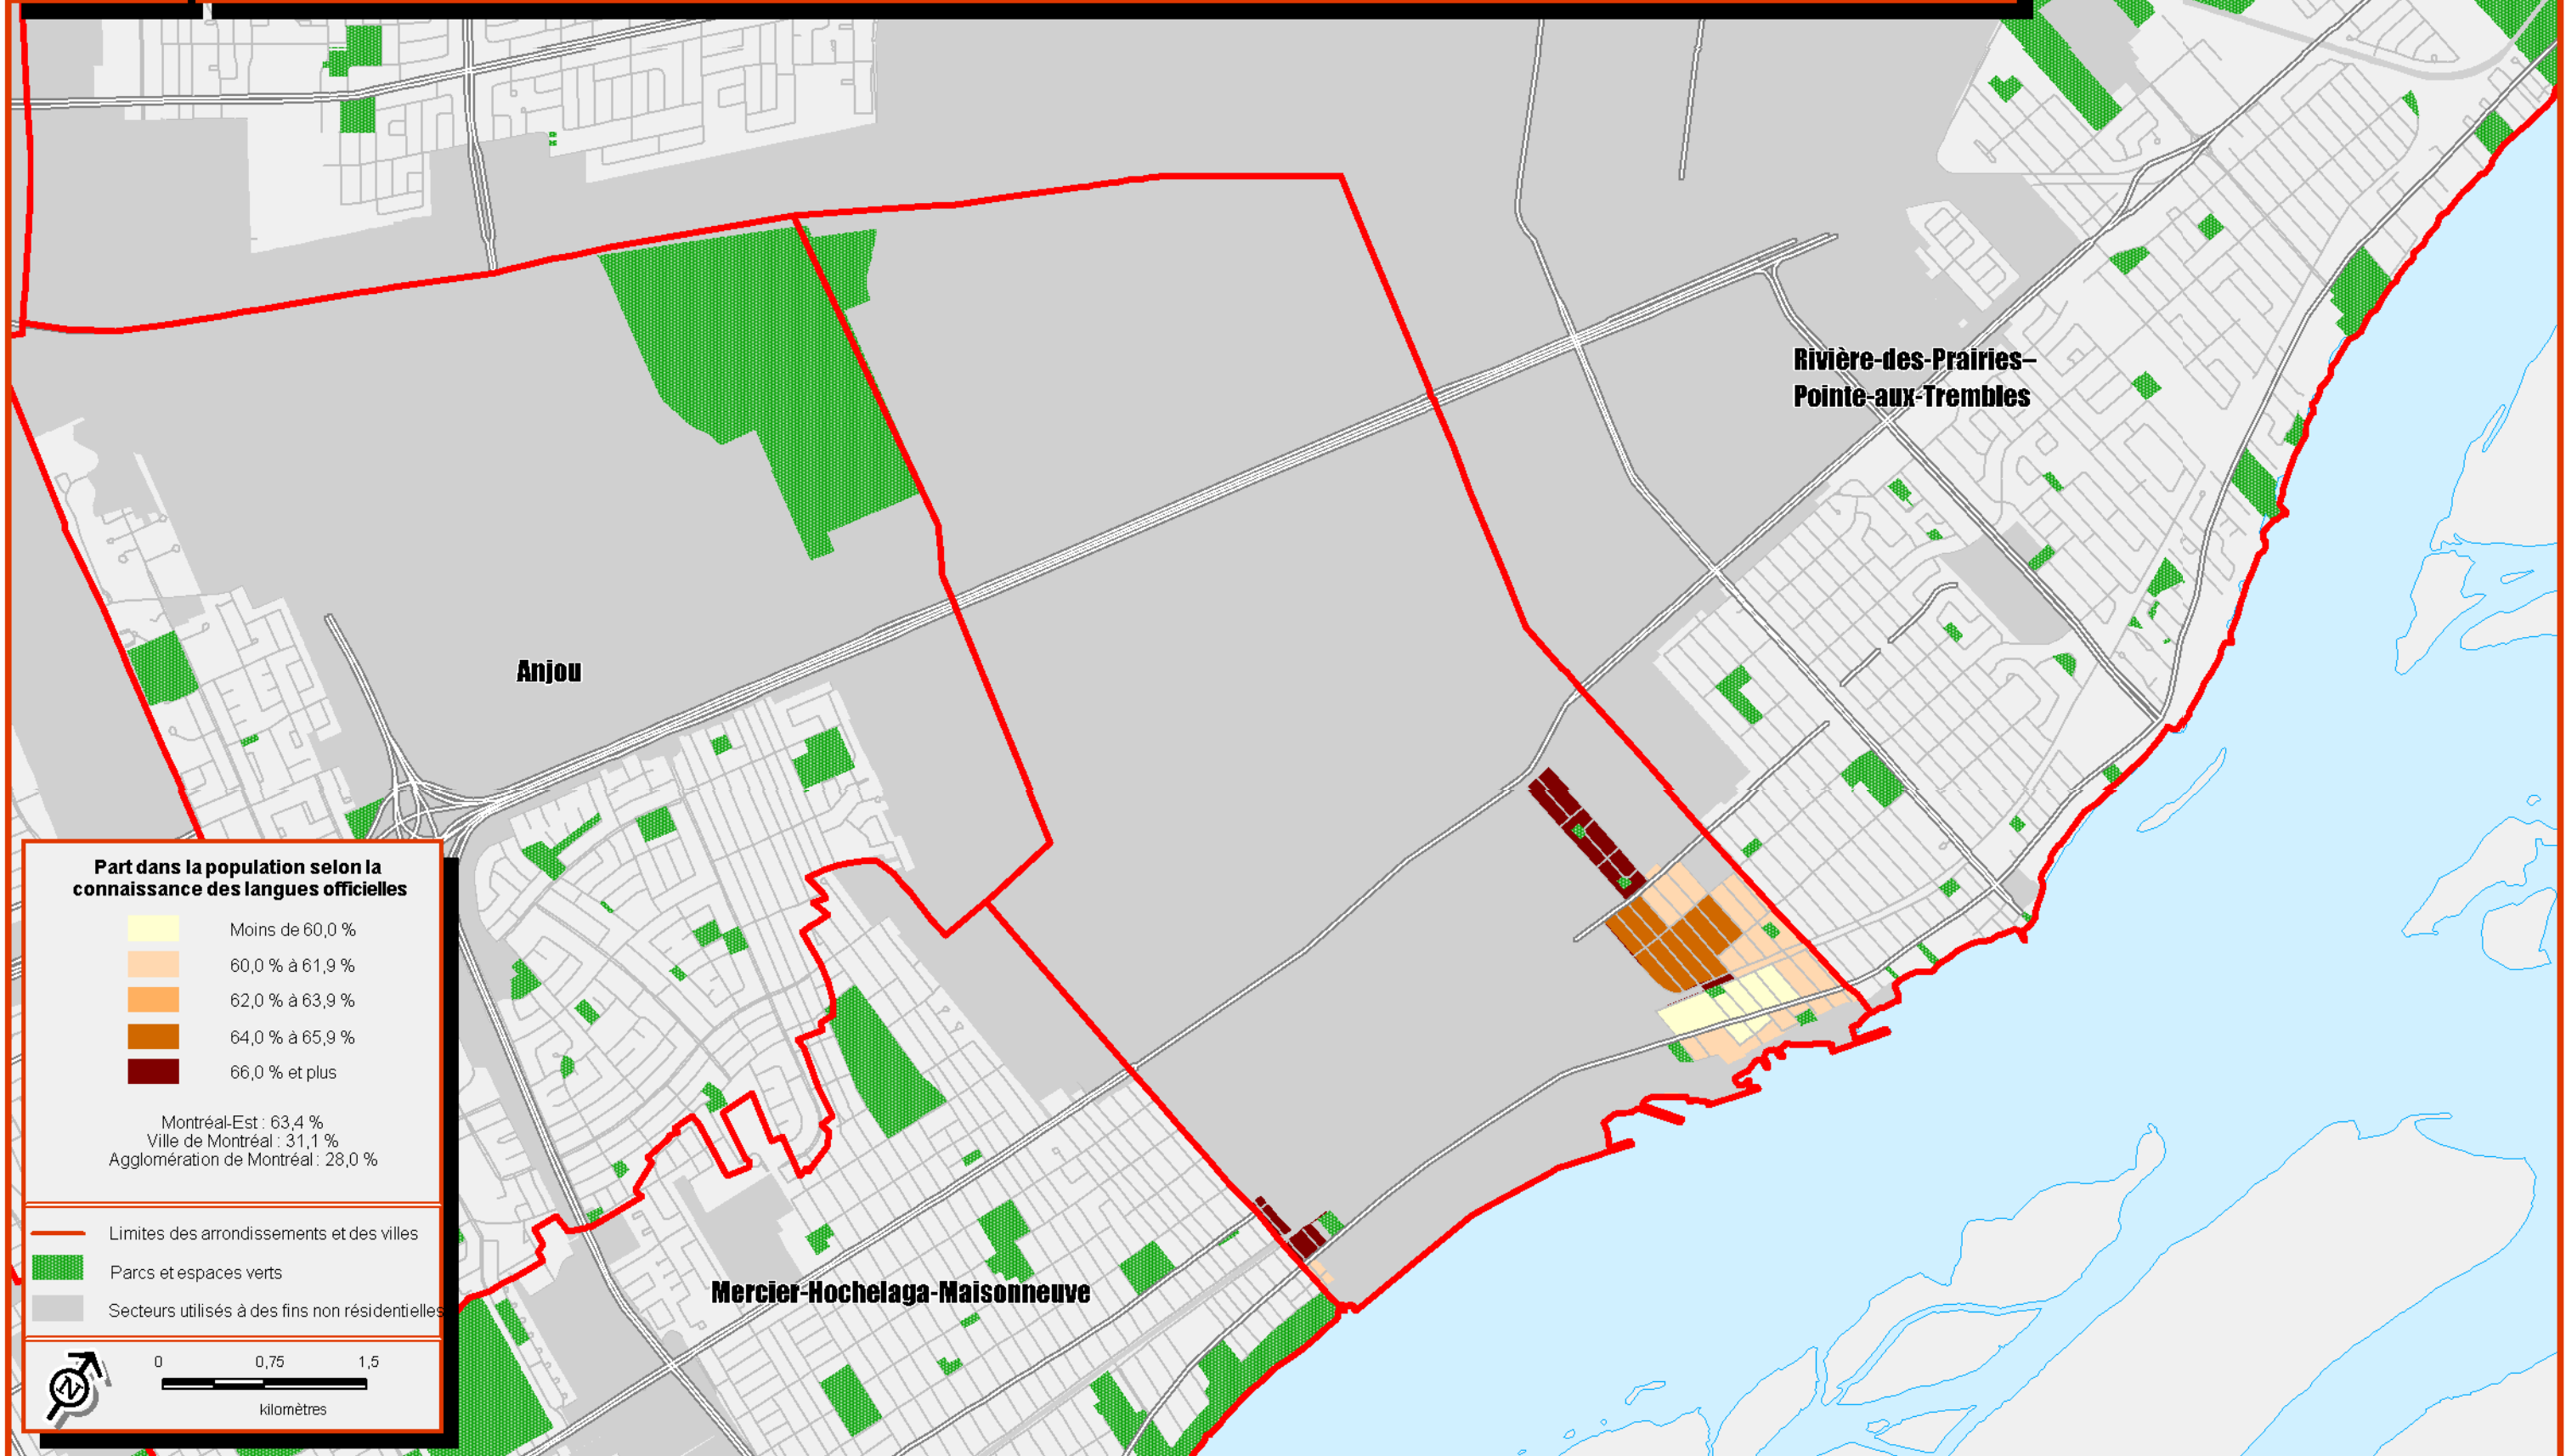 Rivière-des-Prairies–
Pointe-aux-Trembles
Anjou
Mercier-Hochelaga-Maisonneuve
Part dans la population selon la
connaissance des langues officielles
Moins de 60,0 %
60,0 % à 61,9 %
62,0 % à 63,9 %
64,0 % à 65,9 %
66,0 % et plus
Montréal-Est : 63,4 %
Ville de Montréal : 31,1 %
Agglomération de Montréal : 28,0 %
Limites des arrondissements et des villes
Parcs et espaces verts
Secteurs utilisés à des fins non résidentielles
N
0 0,75 1,5
kilomètres